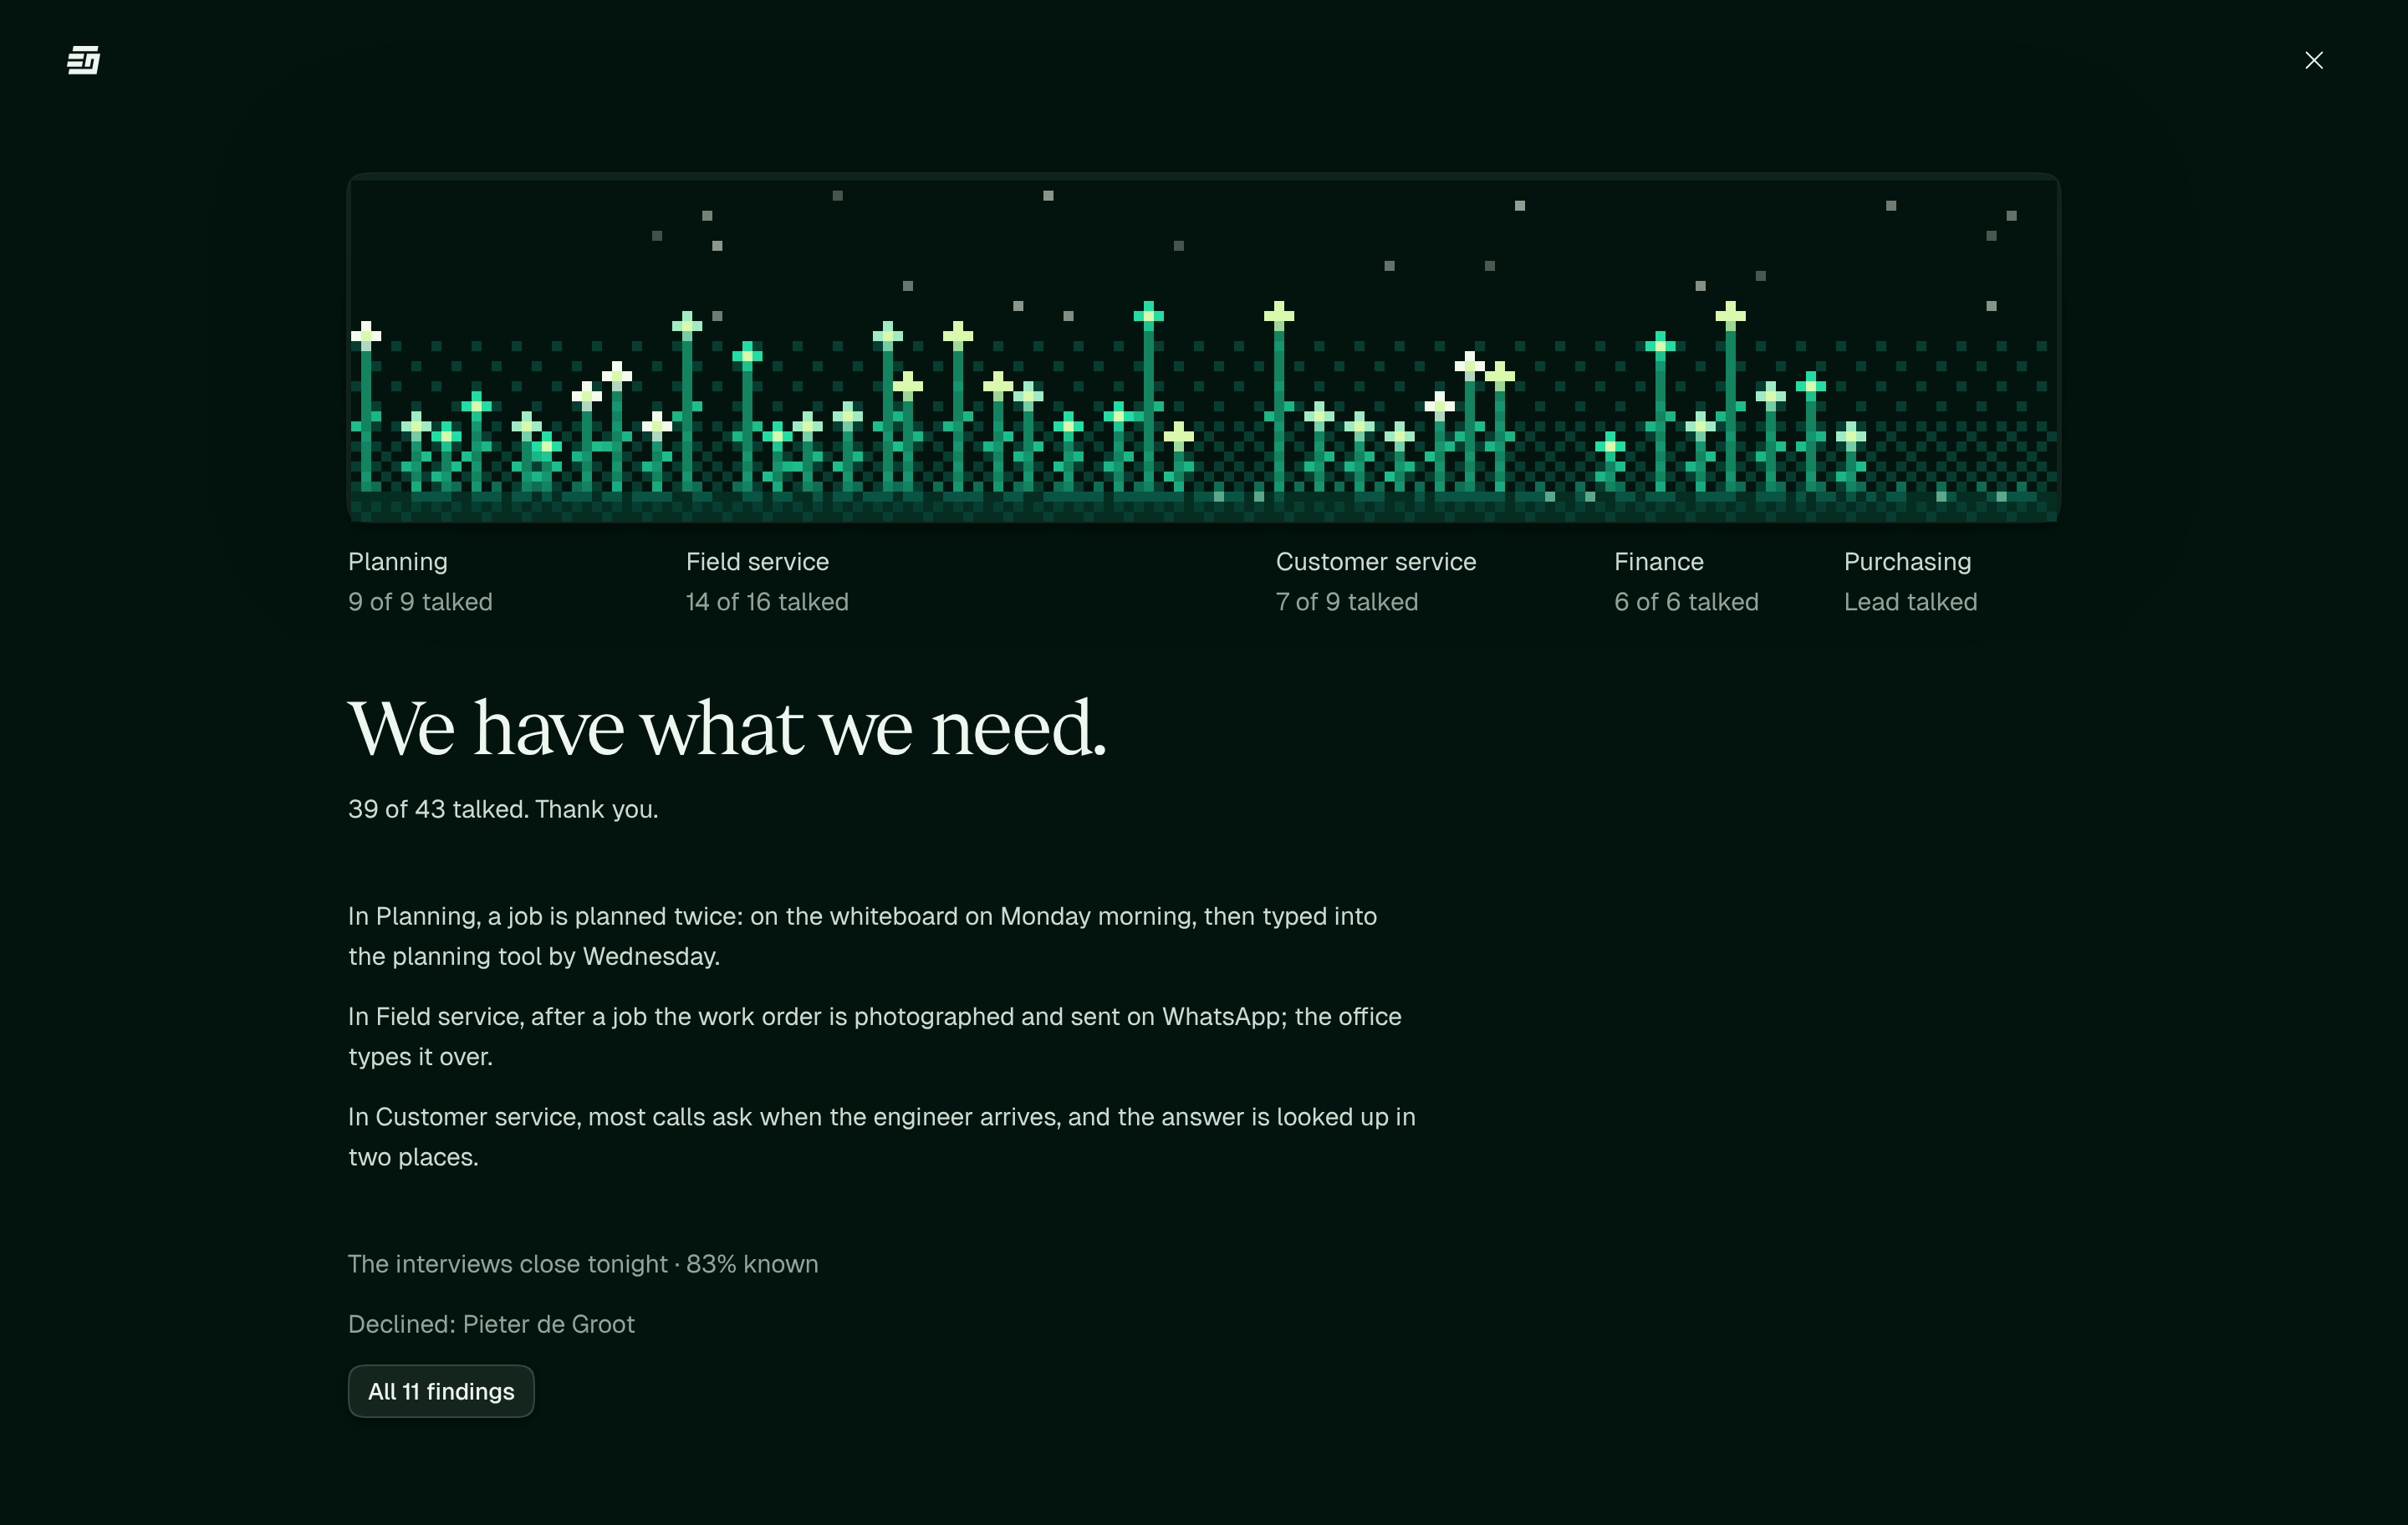 Planning
9 of 9 talked
Field service
14 of 16 talked
Customer service
7 of 9 talked
Finance
6 of 6 talked
Purchasing
Lead talked
We have what we need.
39 of 43 talked. Thank you.
In Planning, a job is planned twice: on the whiteboard on Monday morning, then typed into
the planning tool by Wednesday.
In Field service, after a job the work order is photographed and sent on WhatsApp; the office
types it over.
In Customer service, most calls ask when the engineer arrives, and the answer is looked up in
two places.
The interviews close tonight · 83% known
Declined: Pieter de Groot
All 11 findings